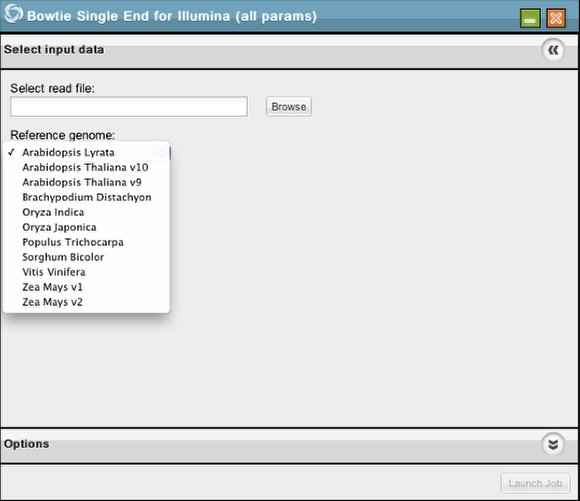 Bowtie Single End for Illumina (all params)
Select input data
Select read file:
Browse
Reference genome:
✓ Arabidopsis Lyrata
Arabidopsis Thaliana v10
Arabidopsis Thaliana v9
Brachypodium Distachyon
Oryza Indica
Oryza Japonica
Populus Trichocarpa
Sorghum Bicolor
Vitis Vinifera
Zea Mays v1
Zea Mays v2
Options
Launch Job